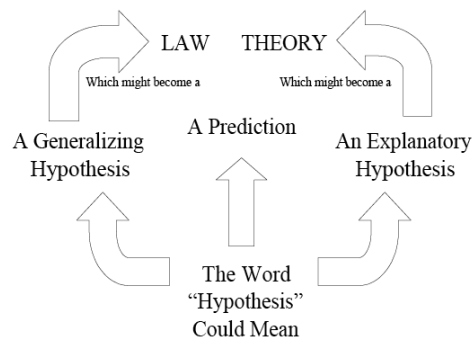 LAW THEORY
Which might become a
Which might become a
A Prediction
A Generalizing
Hypothesis
An Explanatory
Hypothesis
The Word
“Hypothesis”
Could Mean